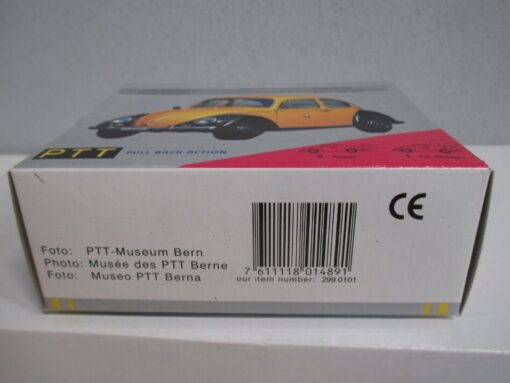 PTT PULL BACK ACTION
Foto: PTT-Museum Bern
Photo: Musée des PTT Berne
Foto: Museo PTT Berna
7 611118 014891
our item number: 299 0101
CE